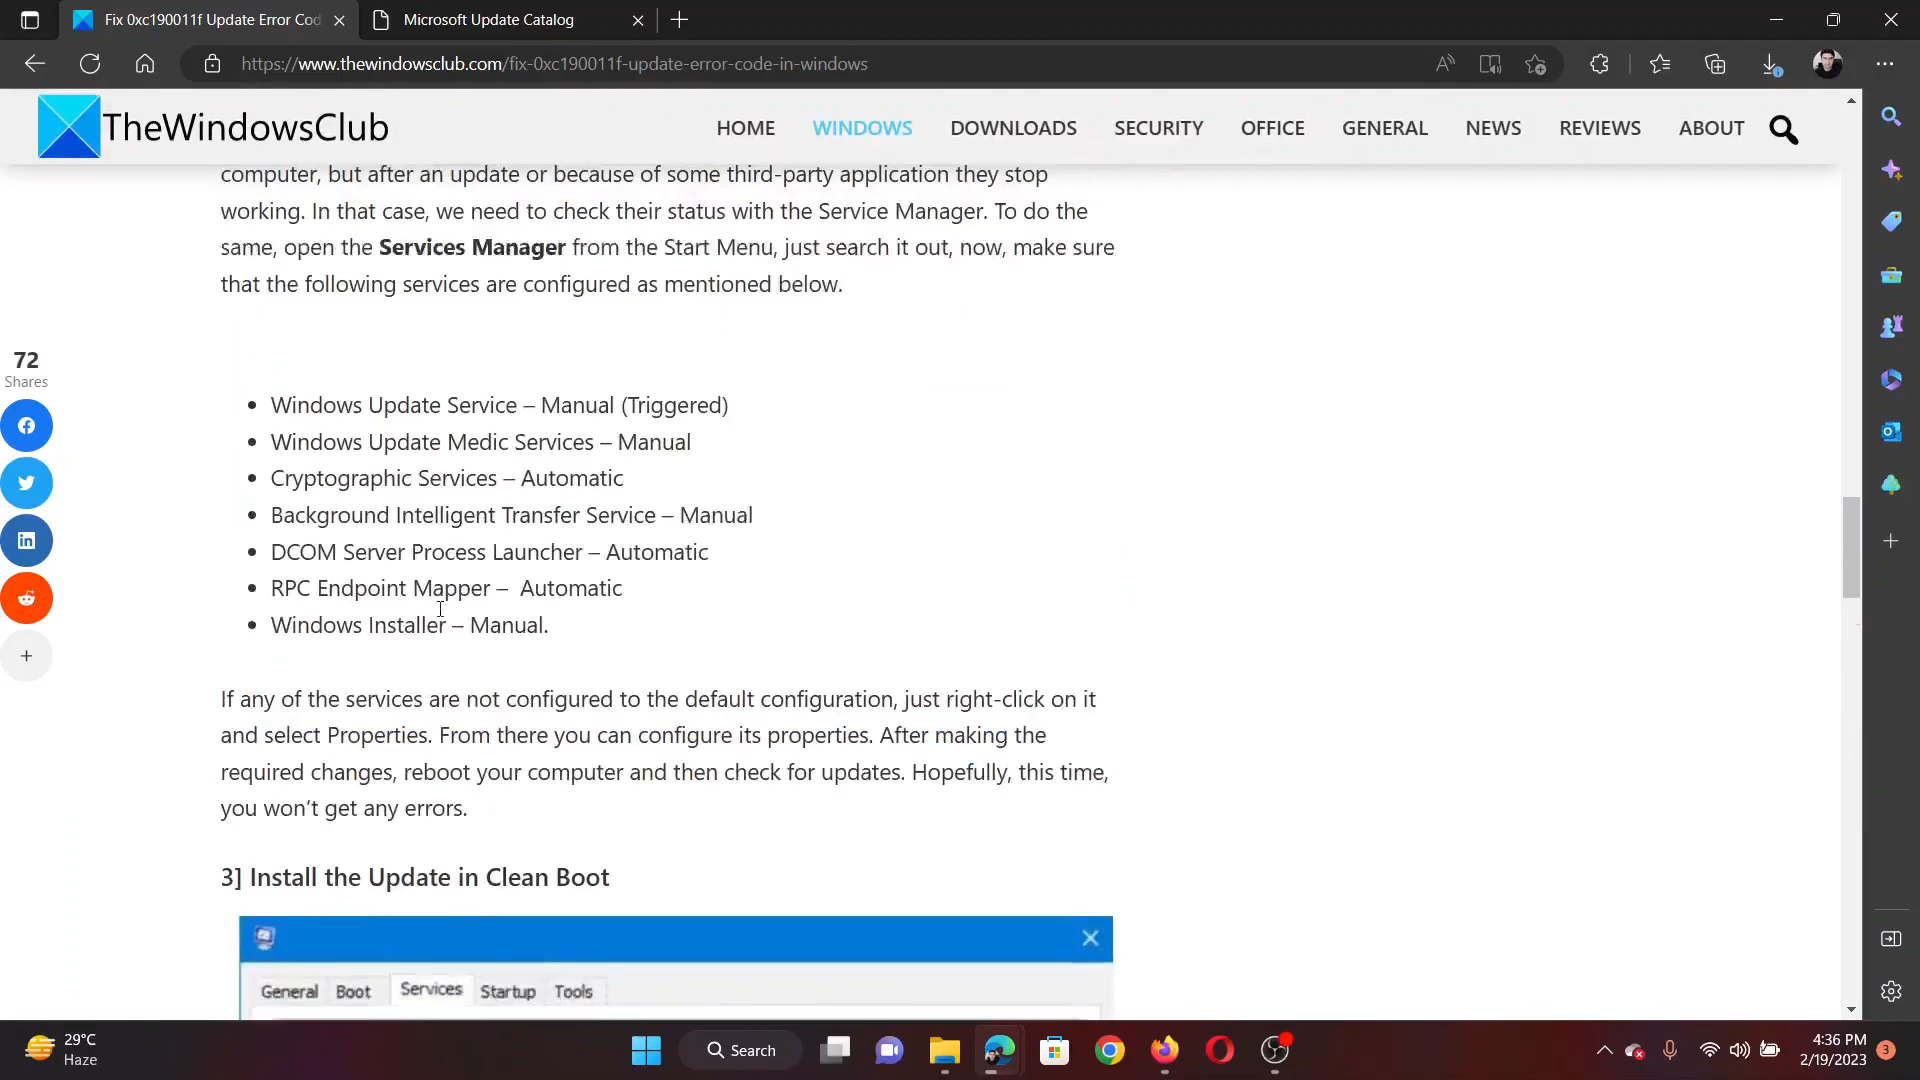 Fix 0xc190011f Update Error Cod
Microsoft Update Catalog
https://www.thewindowsclub.com/fix-0xc190011f-update-error-code-in-windows
TheWindowsClub
HOME WINDOWS DOWNLOADS SECURITY OFFICE GENERAL NEWS REVIEWS ABOUT
computer, but after an update or because of some third-party application they stop
working. In that case, we need to check their status with the Service Manager. To do the
same, open the Services Manager from the Start Menu, just search it out, now, make sure
that the following services are configured as mentioned below.
72
Shares
• Windows Update Service – Manual (Triggered)
• Windows Update Medic Services – Manual
• Cryptographic Services – Automatic
• Background Intelligent Transfer Service – Manual
• DCOM Server Process Launcher – Automatic
• RPC Endpoint Mapper – Automatic
• Windows Installer – Manual.
If any of the services are not configured to the default configuration, just right-click on it
and select Properties. From there you can configure its properties. After making the
required changes, reboot your computer and then check for updates. Hopefully, this time,
you won't get any errors.
3] Install the Update in Clean Boot
General Boot Services Startup Tools
29°C
Haze
Search
4:36 PM
2/19/2023
3